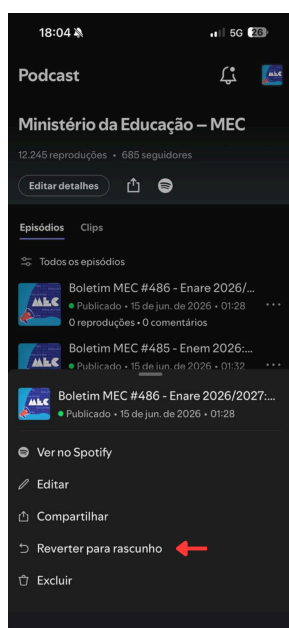 18:04
5G 26
Podcast
Ministério da Educação – MEC
12.245 reproduções • 685 seguidores
Editar detalhes
Episódios Clips
Todos os episódios
MEC
Boletim MEC #486 - Enare 2026/...
Publicado • 15 de jun. de 2026 • 01:28
0 reproduções • 0 comentários
MEC
Boletim MEC #485 - Enem 2026:...
Publicado • 15 de jun. de 2026 • 01:32
MEC
Boletim MEC #486 - Enare 2026/2027:...
Publicado • 15 de jun. de 2026 • 01:28
Ver no Spotify
Editar
Compartilhar
Reverter para rascunho
Excluir